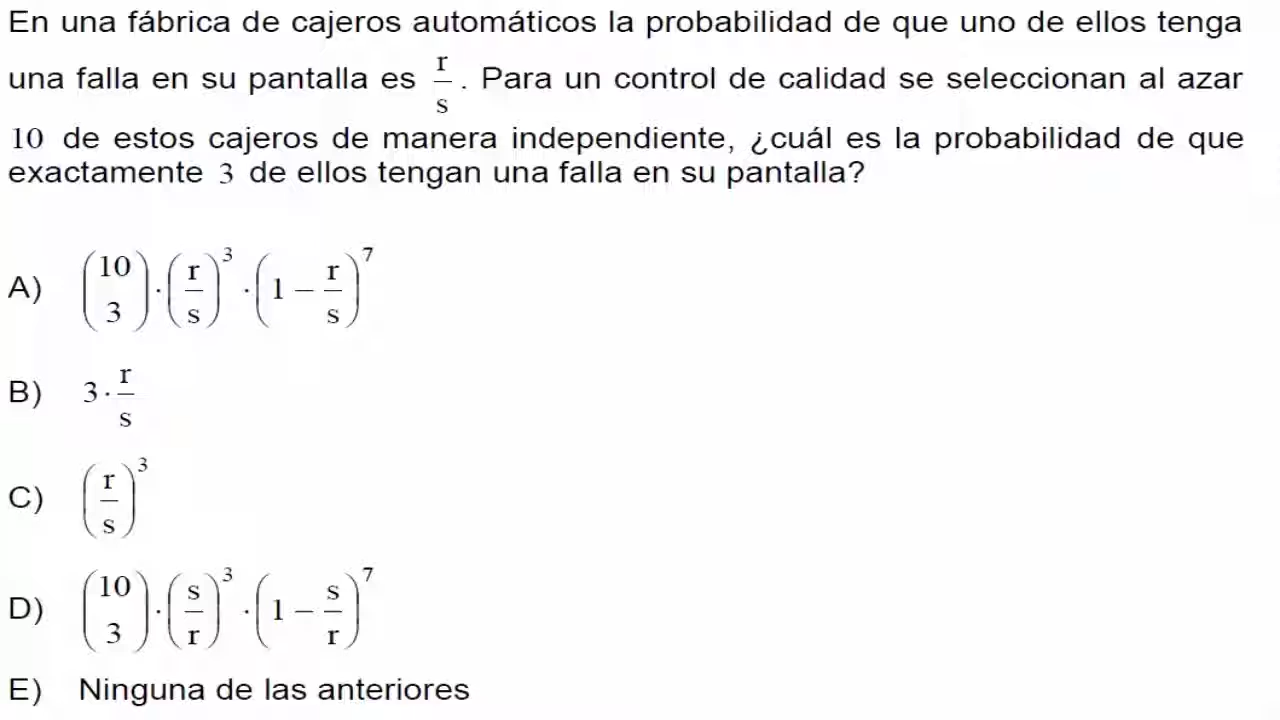 En una fábrica de cajeros automáticos la probabilidad de que uno de ellos tenga
una falla en su pantalla es r/s. Para un control de calidad se seleccionan al azar
10 de estos cajeros de manera independiente, ¿cuál es la probabilidad de que
exactamente 3 de ellos tengan una falla en su pantalla?
A) (10 3) · (r/s)^3 · (1 − r/s)^7
B) 3 · r/s
C) (r/s)^3
D) (10 3) · (s/r)^3 · (1 − s/r)^7
E) Ninguna de las anteriores